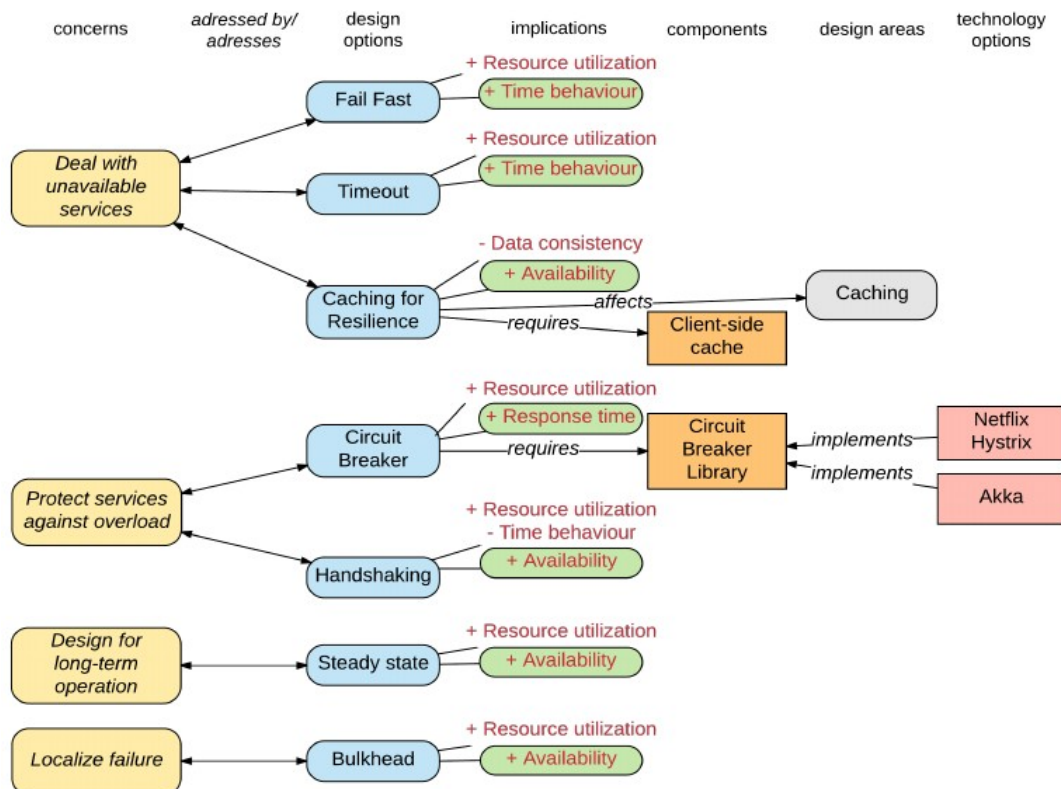 concerns
adressed by/
adresses
design
options
implications
components
design areas
technology
options
Deal with
unavailable
services
Fail Fast
+ Resource utilization
+ Time behaviour
Timeout
+ Resource utilization
+ Time behaviour
Caching for
Resilience
- Data consistency
+ Availability
affects
Caching
requires
Client-side
cache
Protect services
against overload
Circuit
Breaker
+ Resource utilization
+ Response time
requires
Circuit
Breaker
Library
implements
Netflix
Hystrix
implements
Akka
Handshaking
+ Resource utilization
- Time behaviour
+ Availability
Design for
long-term
operation
Steady state
+ Resource utilization
+ Availability
Localize failure
Bulkhead
+ Resource utilization
+ Availability